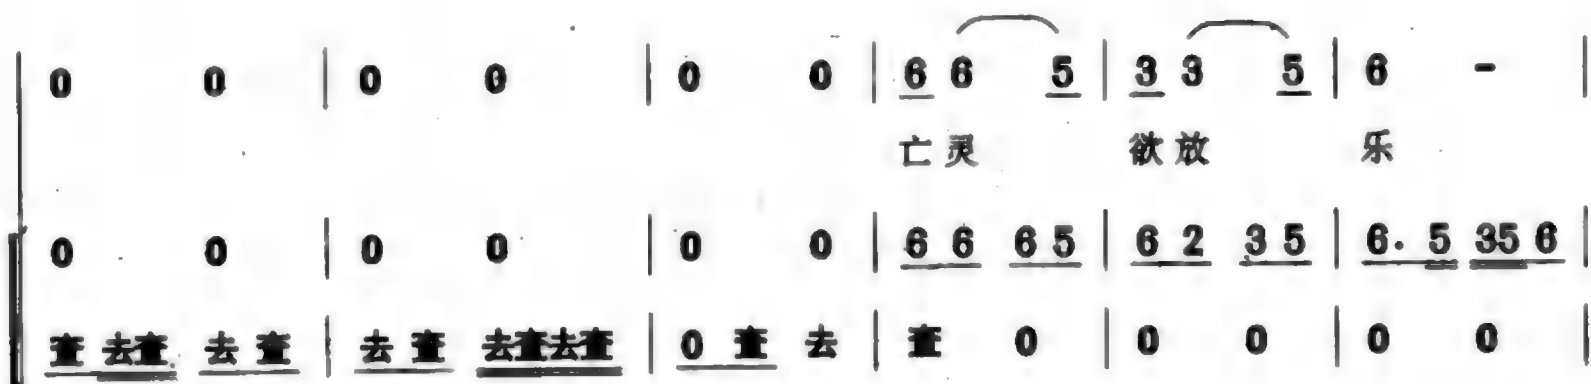 0 0 | 0 0 | 0 0 | 6 6 5 | 3 3 5 | 6 - |
亡灵 欲放 乐
0 0 | 0 0 | 0 0 | 6 6 6 5 | 6 2 3 5 | 6. 5 35 6 |
查 去查 去 查 | 去 查 去查去查 | 0 查 去 | 查 0 | 0 0 | 0 0 |